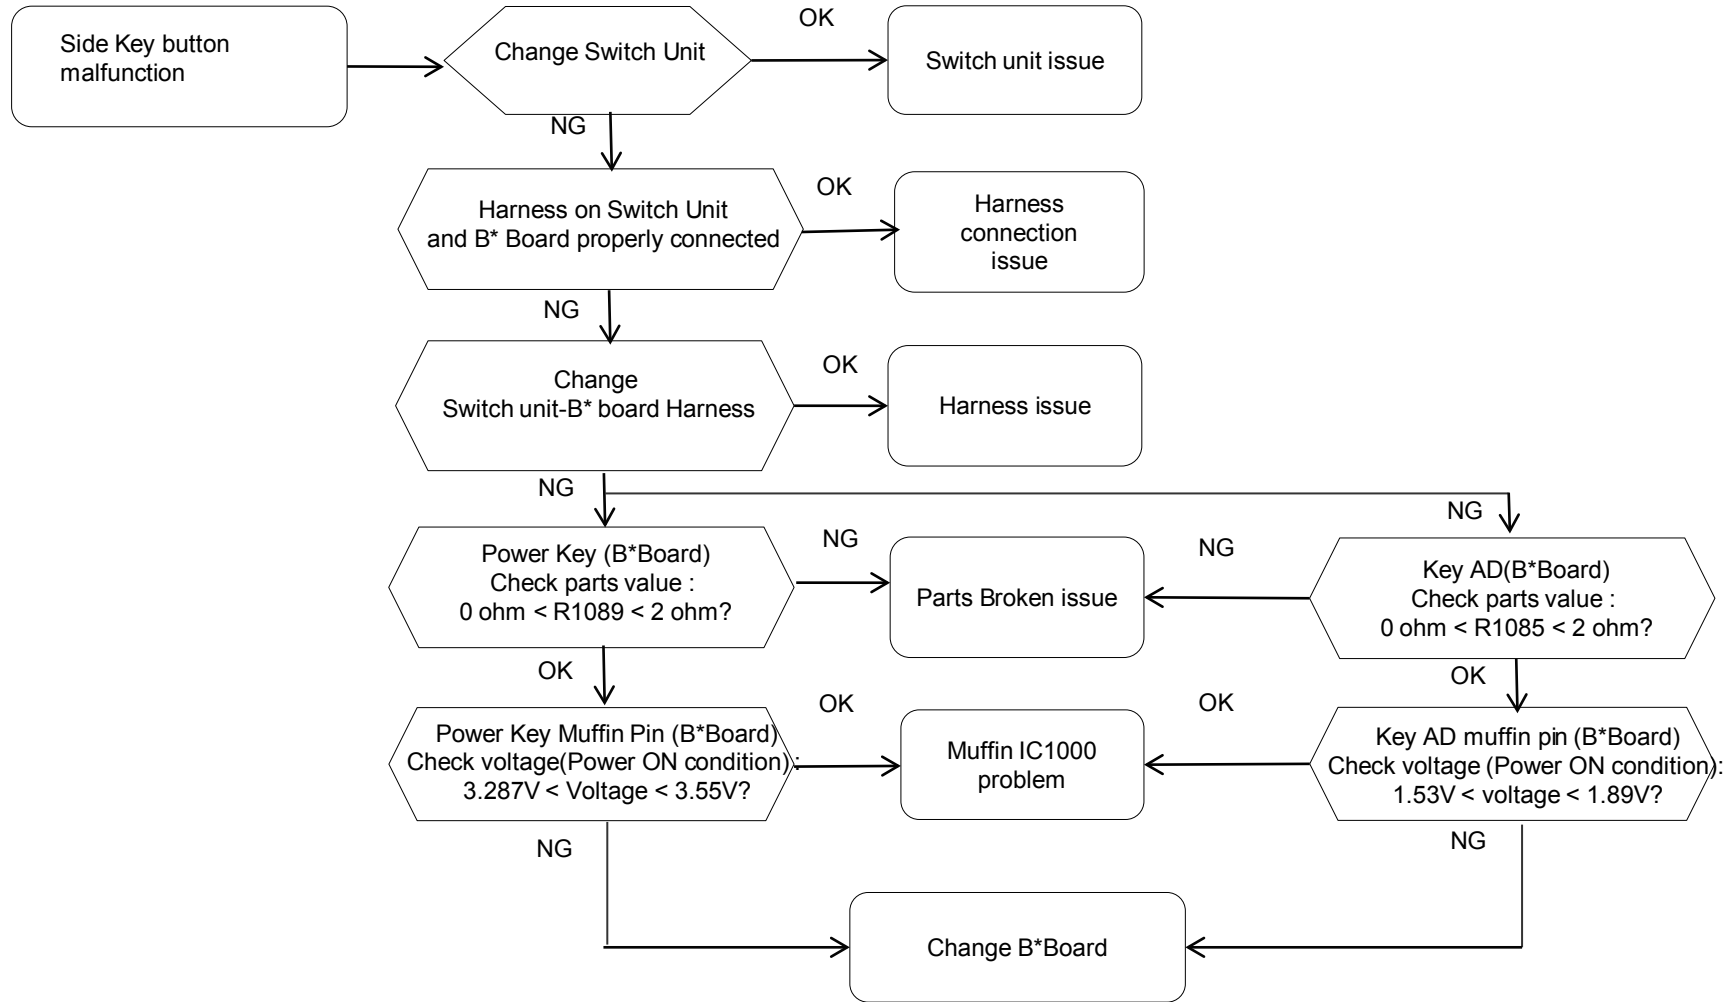 Side Key button
malfunction
Change Switch Unit
OK
Switch unit issue
NG
Harness on Switch Unit
and B* Board properly connected
OK
Harness
connection
issue
NG
Change
Switch unit-B* board Harness
OK
Harness issue
NG
NG
Power Key (B*Board)
Check parts value :
0 ohm < R1089 < 2 ohm?
NG
Parts Broken issue
NG
Key AD(B*Board)
Check parts value :
0 ohm < R1085 < 2 ohm?
OK
OK
Power Key Muffin Pin (B*Board)
Check voltage(Power ON condition) :
3.287V < Voltage < 3.55V?
OK
Muffin IC1000
problem
OK
Key AD muffin pin (B*Board)
Check voltage (Power ON condition):
1.53V < voltage < 1.89V?
NG
NG
Change B*Board